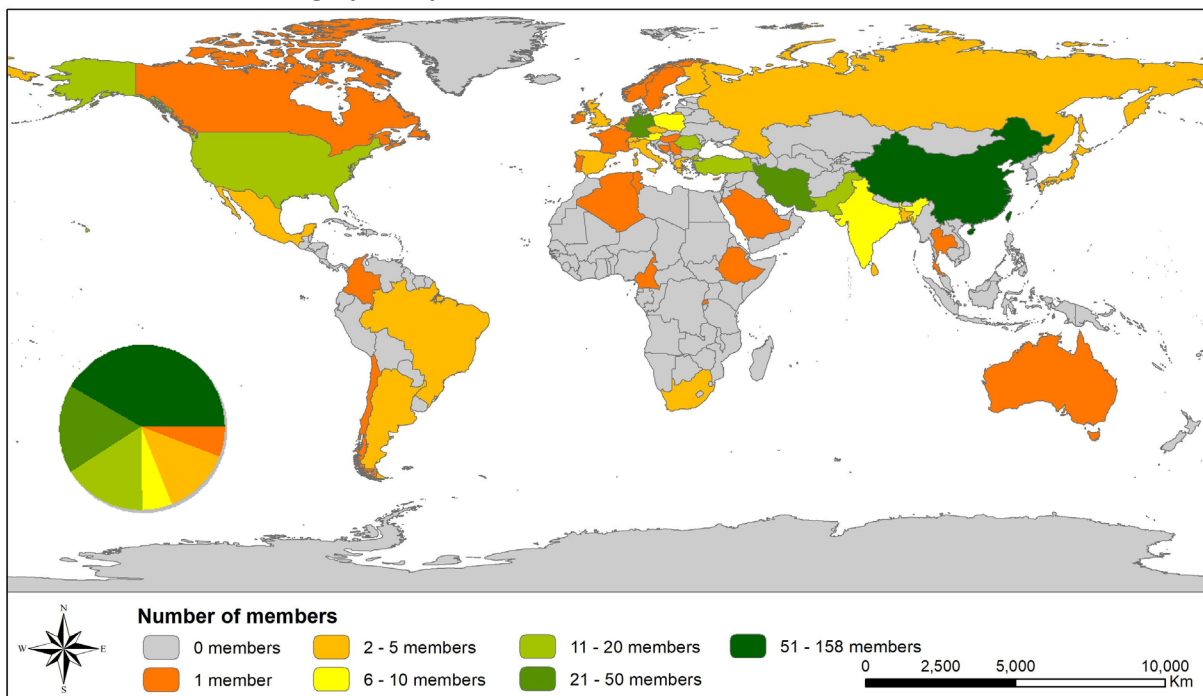 N
W E
S
Number of members
0 members
2 - 5 members
11 - 20 members
51 - 158 members
1 member
6 - 10 members
21 - 50 members
0 2,500 5,000 10,000
Km